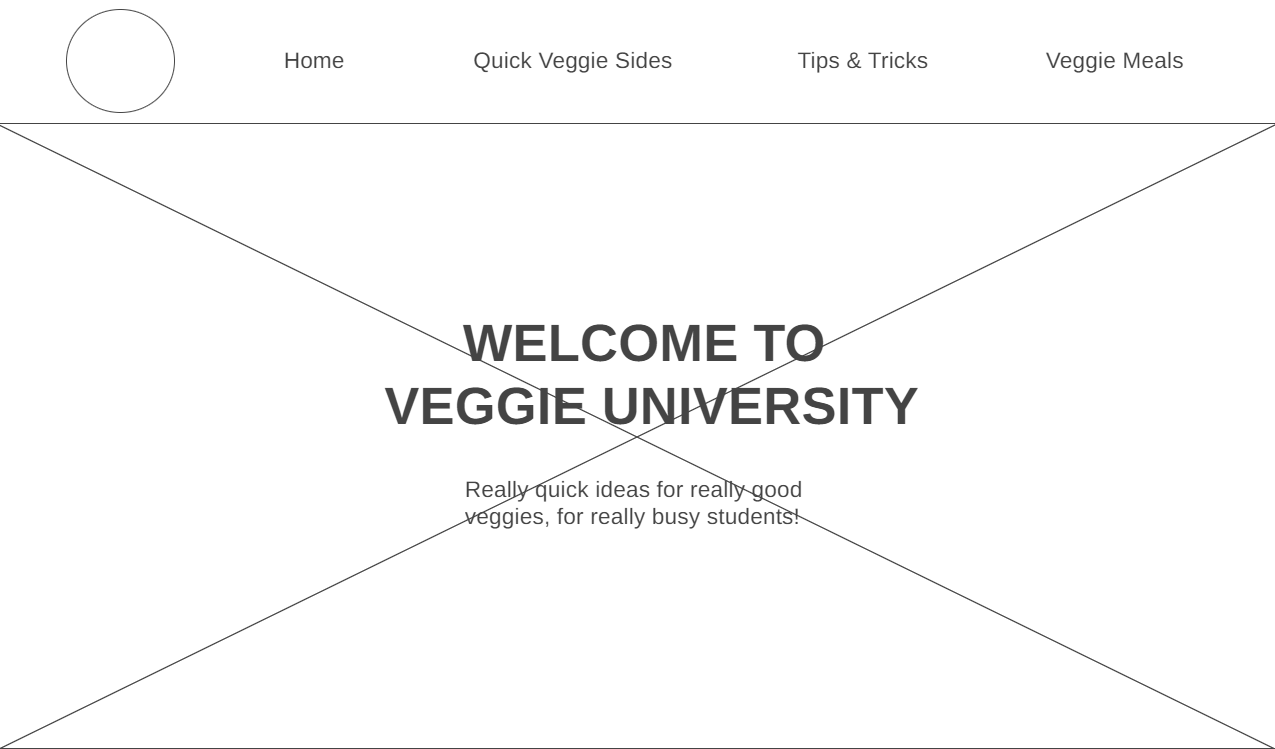 Home Quick Veggie Sides Tips & Tricks Veggie Meals
WELCOME TO
VEGGIE UNIVERSITY
Really quick ideas for really good
veggies, for really busy students!